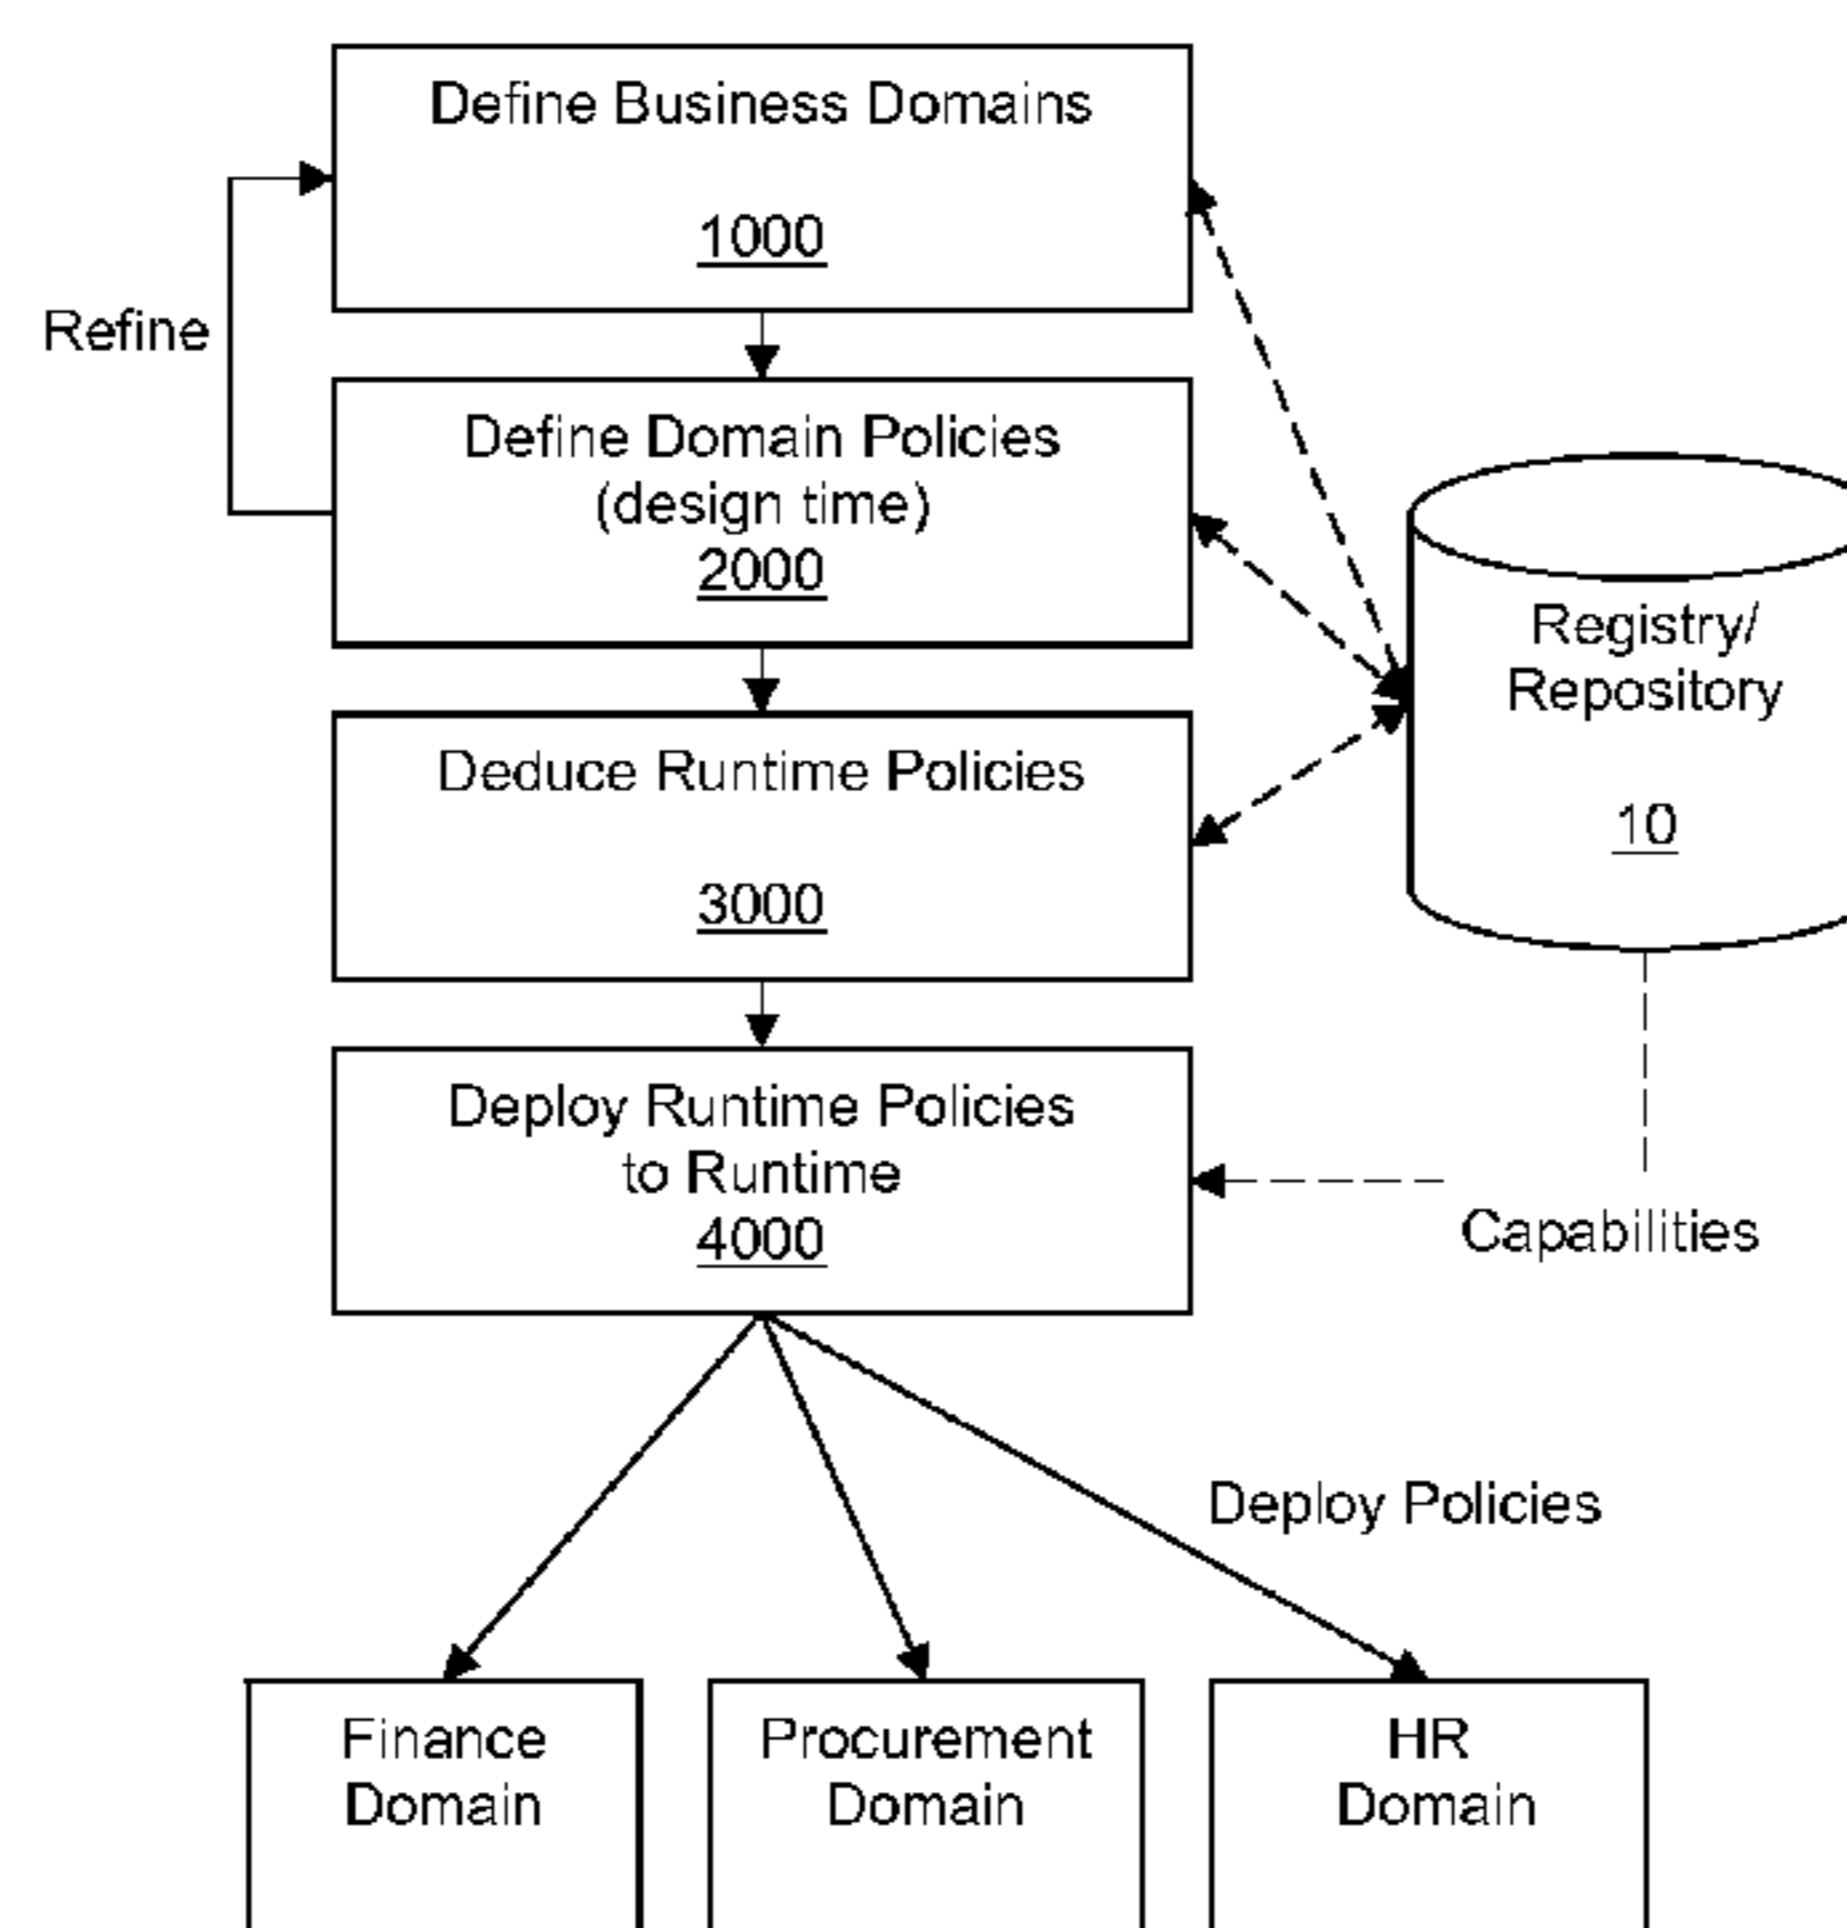 Define Business Domains
1000
Refine
Define Domain Policies
(design time)
2000
Registry/
Repository
10
Deduce Runtime Policies
3000
Deploy Runtime Policies
to Runtime
4000
Capabilities
Deploy Policies
Finance
Domain
Procurement
Domain
HR
Domain